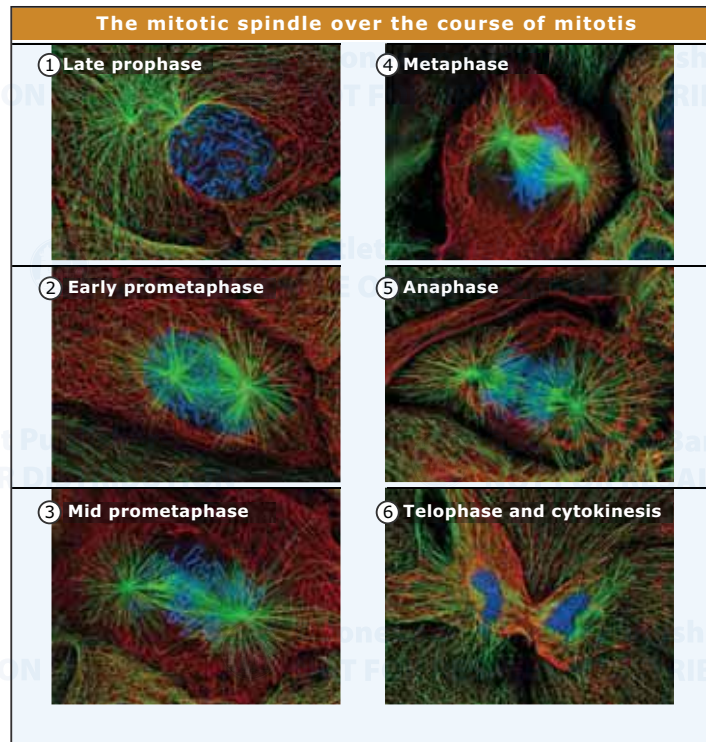 The mitotic spindle over the course of mitotis
1 Late prophase
4 Metaphase
2 Early prometaphase
5 Anaphase
3 Mid prometaphase
6 Telophase and cytokinesis